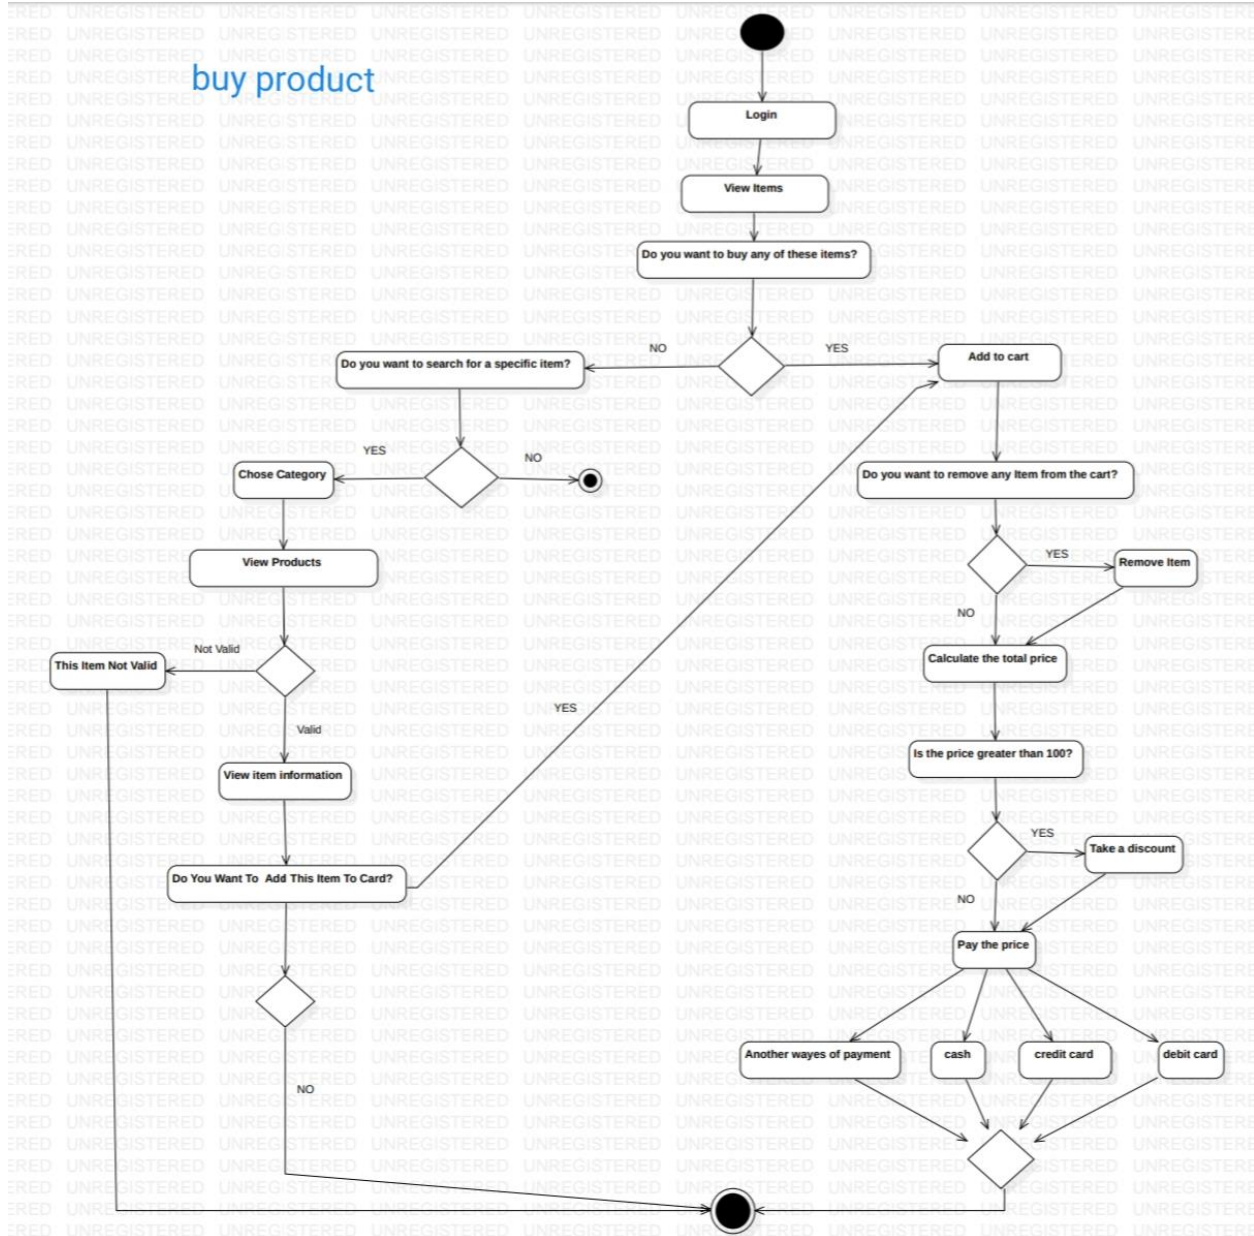 buy product
Login
View Items
Do you want to buy any of these items?
NO
YES
Do you want to search for a specific item?
Add to cart
YES
NO
Chose Category
Do you want to remove any Item from the cart?
View Products
YES
Remove Item
NO
Not Valid
This Item Not Valid
Calculate the total price
YES
Valid
Is the price greater than 100?
View item information
YES
Take a discount
Do You Want To Add This Item To Card?
NO
Pay the price
Another wayes of payment
cash
credit card
debit card
NO
UNREGISTERED